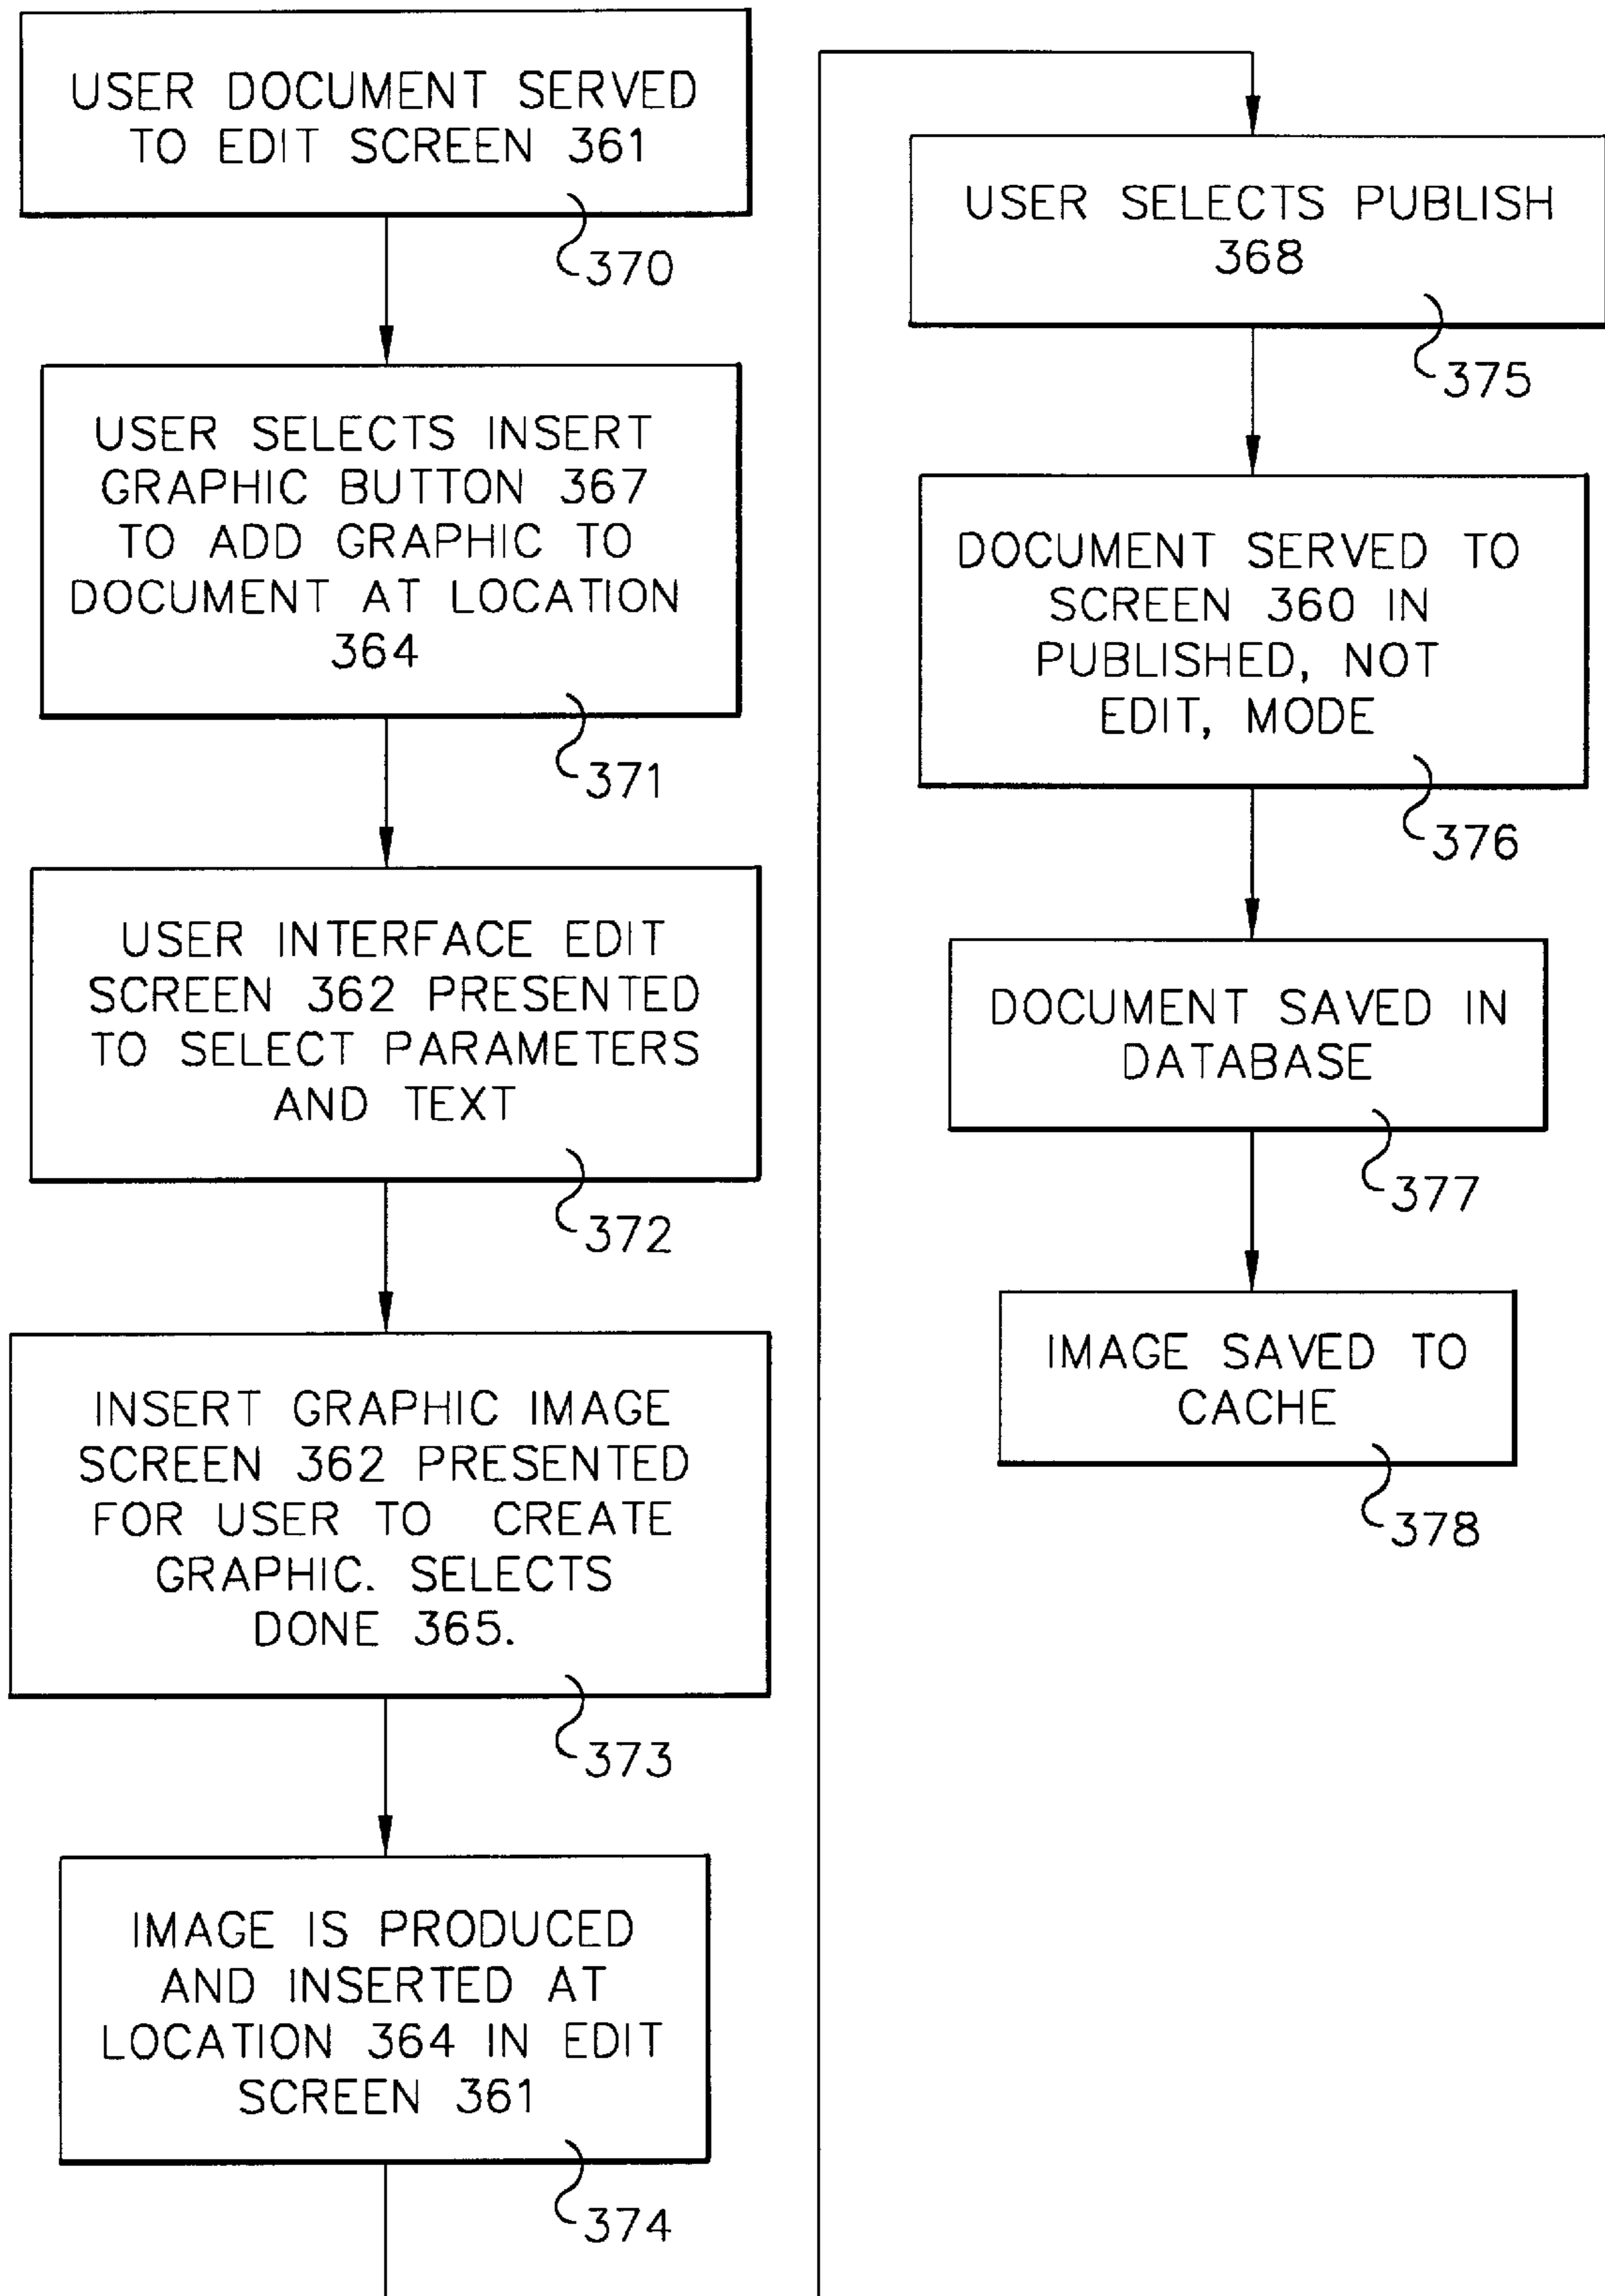 USER DOCUMENT SERVED
TO EDIT SCREEN 361
370
USER SELECTS INSERT
GRAPHIC BUTTON 367
TO ADD GRAPHIC TO
DOCUMENT AT LOCATION
364
371
USER INTERFACE EDIT
SCREEN 362 PRESENTED
TO SELECT PARAMETERS
AND TEXT
372
INSERT GRAPHIC IMAGE
SCREEN 362 PRESENTED
FOR USER TO CREATE
GRAPHIC. SELECTS
DONE 365.
373
IMAGE IS PRODUCED
AND INSERTED AT
LOCATION 364 IN EDIT
SCREEN 361
374
USER SELECTS PUBLISH
368
375
DOCUMENT SERVED TO
SCREEN 360 IN
PUBLISHED, NOT
EDIT, MODE
376
DOCUMENT SAVED IN
DATABASE
377
IMAGE SAVED TO
CACHE
378